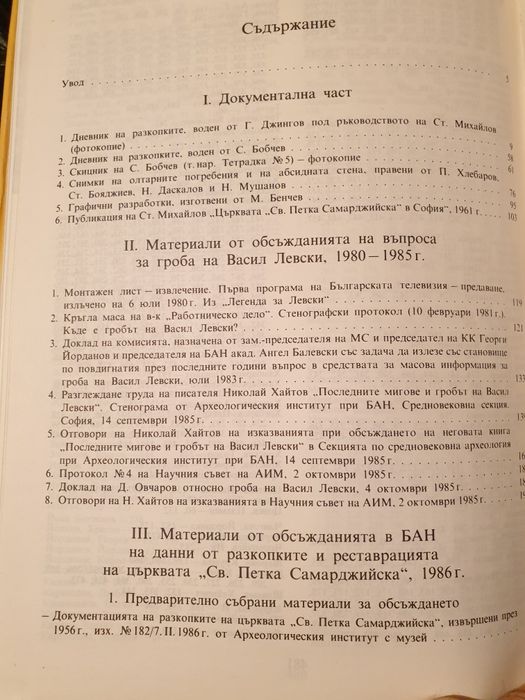 Съдържание
Увод . . . . . . . . . . 5
I. Документална част
1. Дневник на разкопките, воден от Г. Джингов под ръководството на Ст. Михайлов
(фотокопие) . . . . . . . . . . 9
2. Дневник на разкопките, воден от С. Бобчев . . . . . . . . . . 58
3. Скицник на С. Бобчев (т. нар. Тетрадка №5) – фотокопие . . . . . . . . . . 61
4. Снимки на олтарните погребения и на абсидната стена, правени от П. Хлебаров,
Ст. Бояджиев, Н. Даскалов и Н. Мушанов . . . . . . . . . . 76
5. Графични разработки, изготвени от М. Бенчев . . . . . . . . . . 95
6. Публикация на Ст. Михайлов „Църквата „Св. Петка Самарджийска“ в София“, 1961 г. . . . 103
II. Материали от обсъжданията на въпроса
за гроба на Васил Левски, 1980 – 1985 г.
1. Монтажен лист – извлечение. Първа програма на Българската телевизия – предаване,
излъчено на 6 юли 1980 г. Из „Легенда за Левски“ . . . . . . . . . . 119
2. Кръгла маса на в-к „Работническо дело“. Стенографски протокол (10 февруари 1981 г.).
Къде е гробът на Васил Левски? . . . . . . . . . . 121
3. Доклад на комисията, назначена от зам.-председателя на МС и председател на КК Георги
Йорданов и председателя на БАН акад. Ангел Балевски със задача да излезе със становище
по повдигнатия през последните години въпрос в средствата за масова информация за
гроба на Васил Левски, юли 1983 г. . . . . . . . . . . 133
4. Разглеждане труда на писателя Николай Хайтов „Последните мигове и гробът на Васил
Левски“. Стенограма от Археологическия институт при БАН. Средновековна секция.
София, 14 септември 1985 г. . . . . . . . . . .
5. Отговори на Николай Хайтов на изказванията при обсъждането на неговата книга
„Последните мигове и гробът на Васил Левски“ в Секцията по средновековна археология
при Археологическия институт при БАН, 14 септември 1985 г. . . . . . . . . . .
6. Протокол №4 на Научния съвет на АИМ, 2 октомври 1985 г. . . . . . . . . . .
7. Доклад на Д. Овчаров относно гроба на Васил Левски, 4 октомври 1985 г. . . . . . . . . . .
8. Отговори на Н. Хайтов на изказванията в Научния съвет на АИМ, 2 октомври 1985 г. . . .
III. Материали от обсъжданията в БАН
на данни от разкопките и реставрацията
на църквата „Св. Петка Самарджийска“, 1986 г.
1. Предварително събрани материали за обсъждането
– Документацията на разкопките на църквата „Св. Петка Самарджийска“, извършени през
1956 г., изх. №182/7. II. 1986 г. от Археологическия институт с музей . . . . . . . . . .